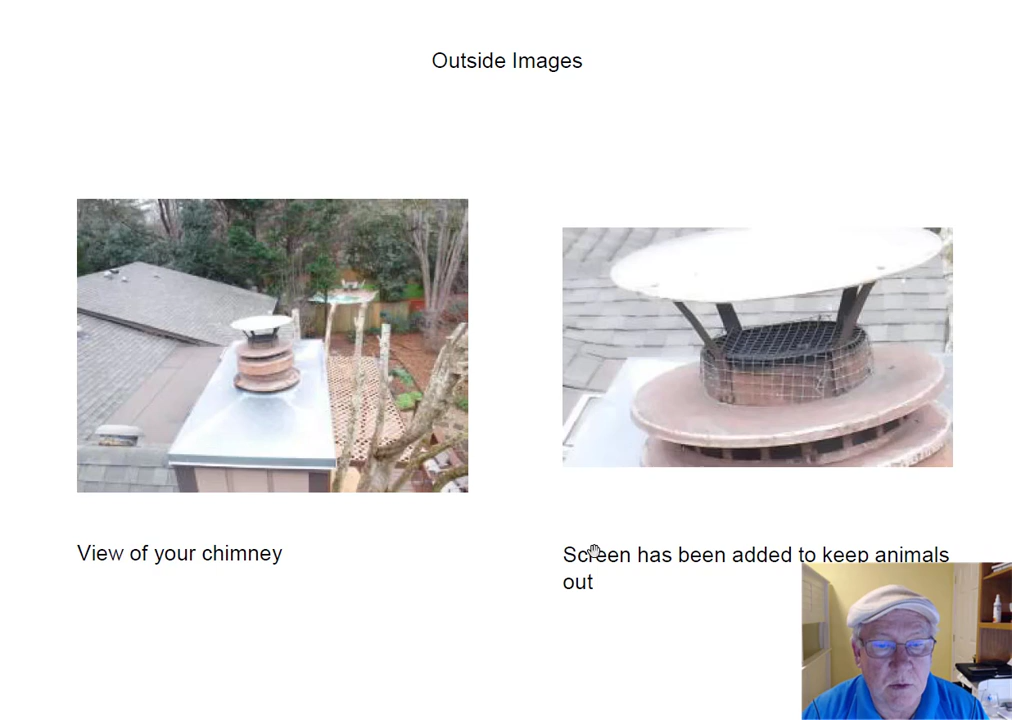 Outside Images
View of your chimney
Screen has been added to keep animals
out